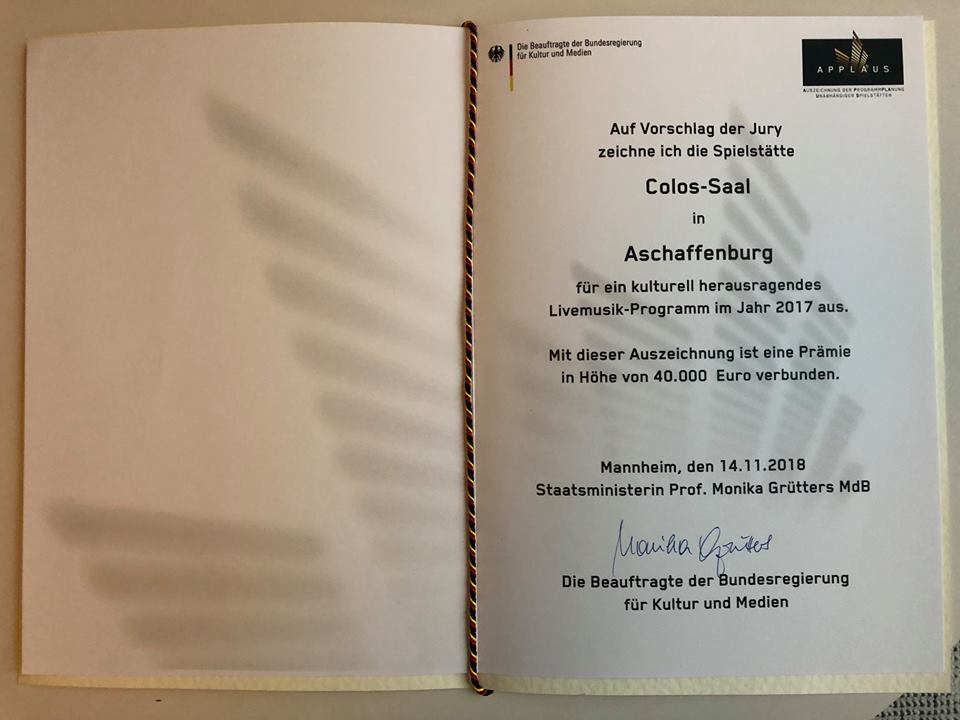 Die Beauftragte der Bundesregierung
für Kultur und Medien
APPLAUS
AUSZEICHNUNG DER PROGRAMMPLANUNG
UNABHÄNGIGER SPIELSTÄTTEN
Auf Vorschlag der Jury
zeichne ich die Spielstätte
Colos-Saal
in
Aschaffenburg
für ein kulturell herausragendes
Livemusik-Programm im Jahr 2017 aus.
Mit dieser Auszeichnung ist eine Prämie
in Höhe von 40.000 Euro verbunden.
Mannheim, den 14.11.2018
Staatsministerin Prof. Monika Grütters MdB
Monika Grütters
Die Beauftragte der Bundesregierung
für Kultur und Medien